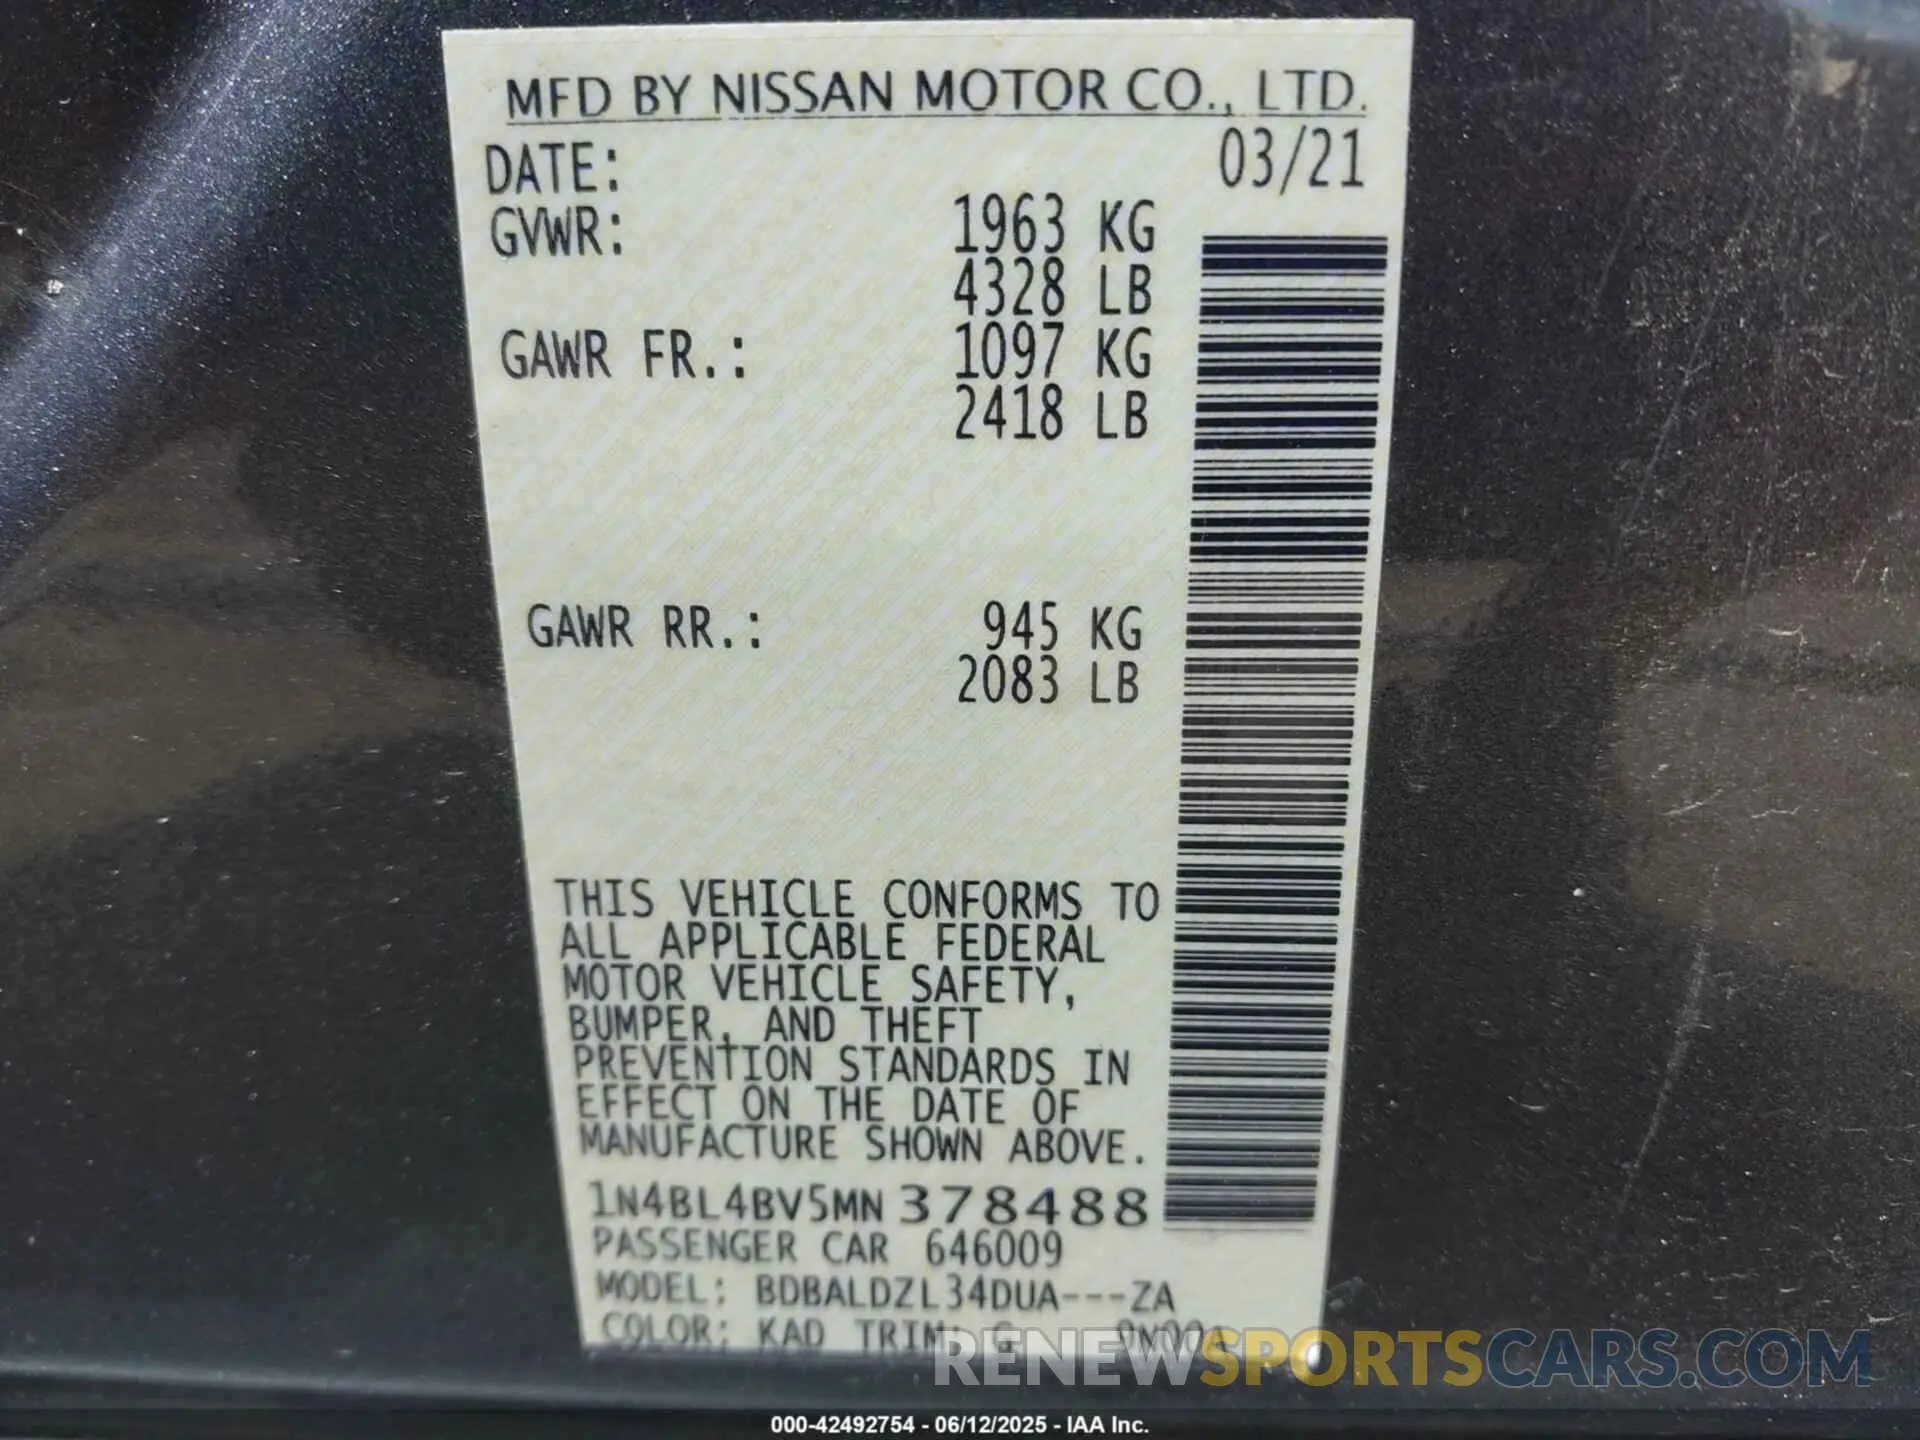 MFD BY NISSAN MOTOR CO., LTD.
DATE: 03/21
GVWR: 1963 KG
4328 LB
GAWR FR.: 1097 KG
2418 LB
GAWR RR.: 945 KG
2083 LB
THIS VEHICLE CONFORMS TO
ALL APPLICABLE FEDERAL
MOTOR VEHICLE SAFETY,
BUMPER, AND THEFT
PREVENTION STANDARDS IN
EFFECT ON THE DATE OF
MANUFACTURE SHOWN ABOVE.
1N4BL4BV5MN378488
PASSENGER CAR 646009
MODEL: BDBALDZL34DUA---ZA
COLOR: KAD TRIM: G
RENEWSPORTSCARS.COM
000-42492754 - 06/12/2025 - IAA Inc.